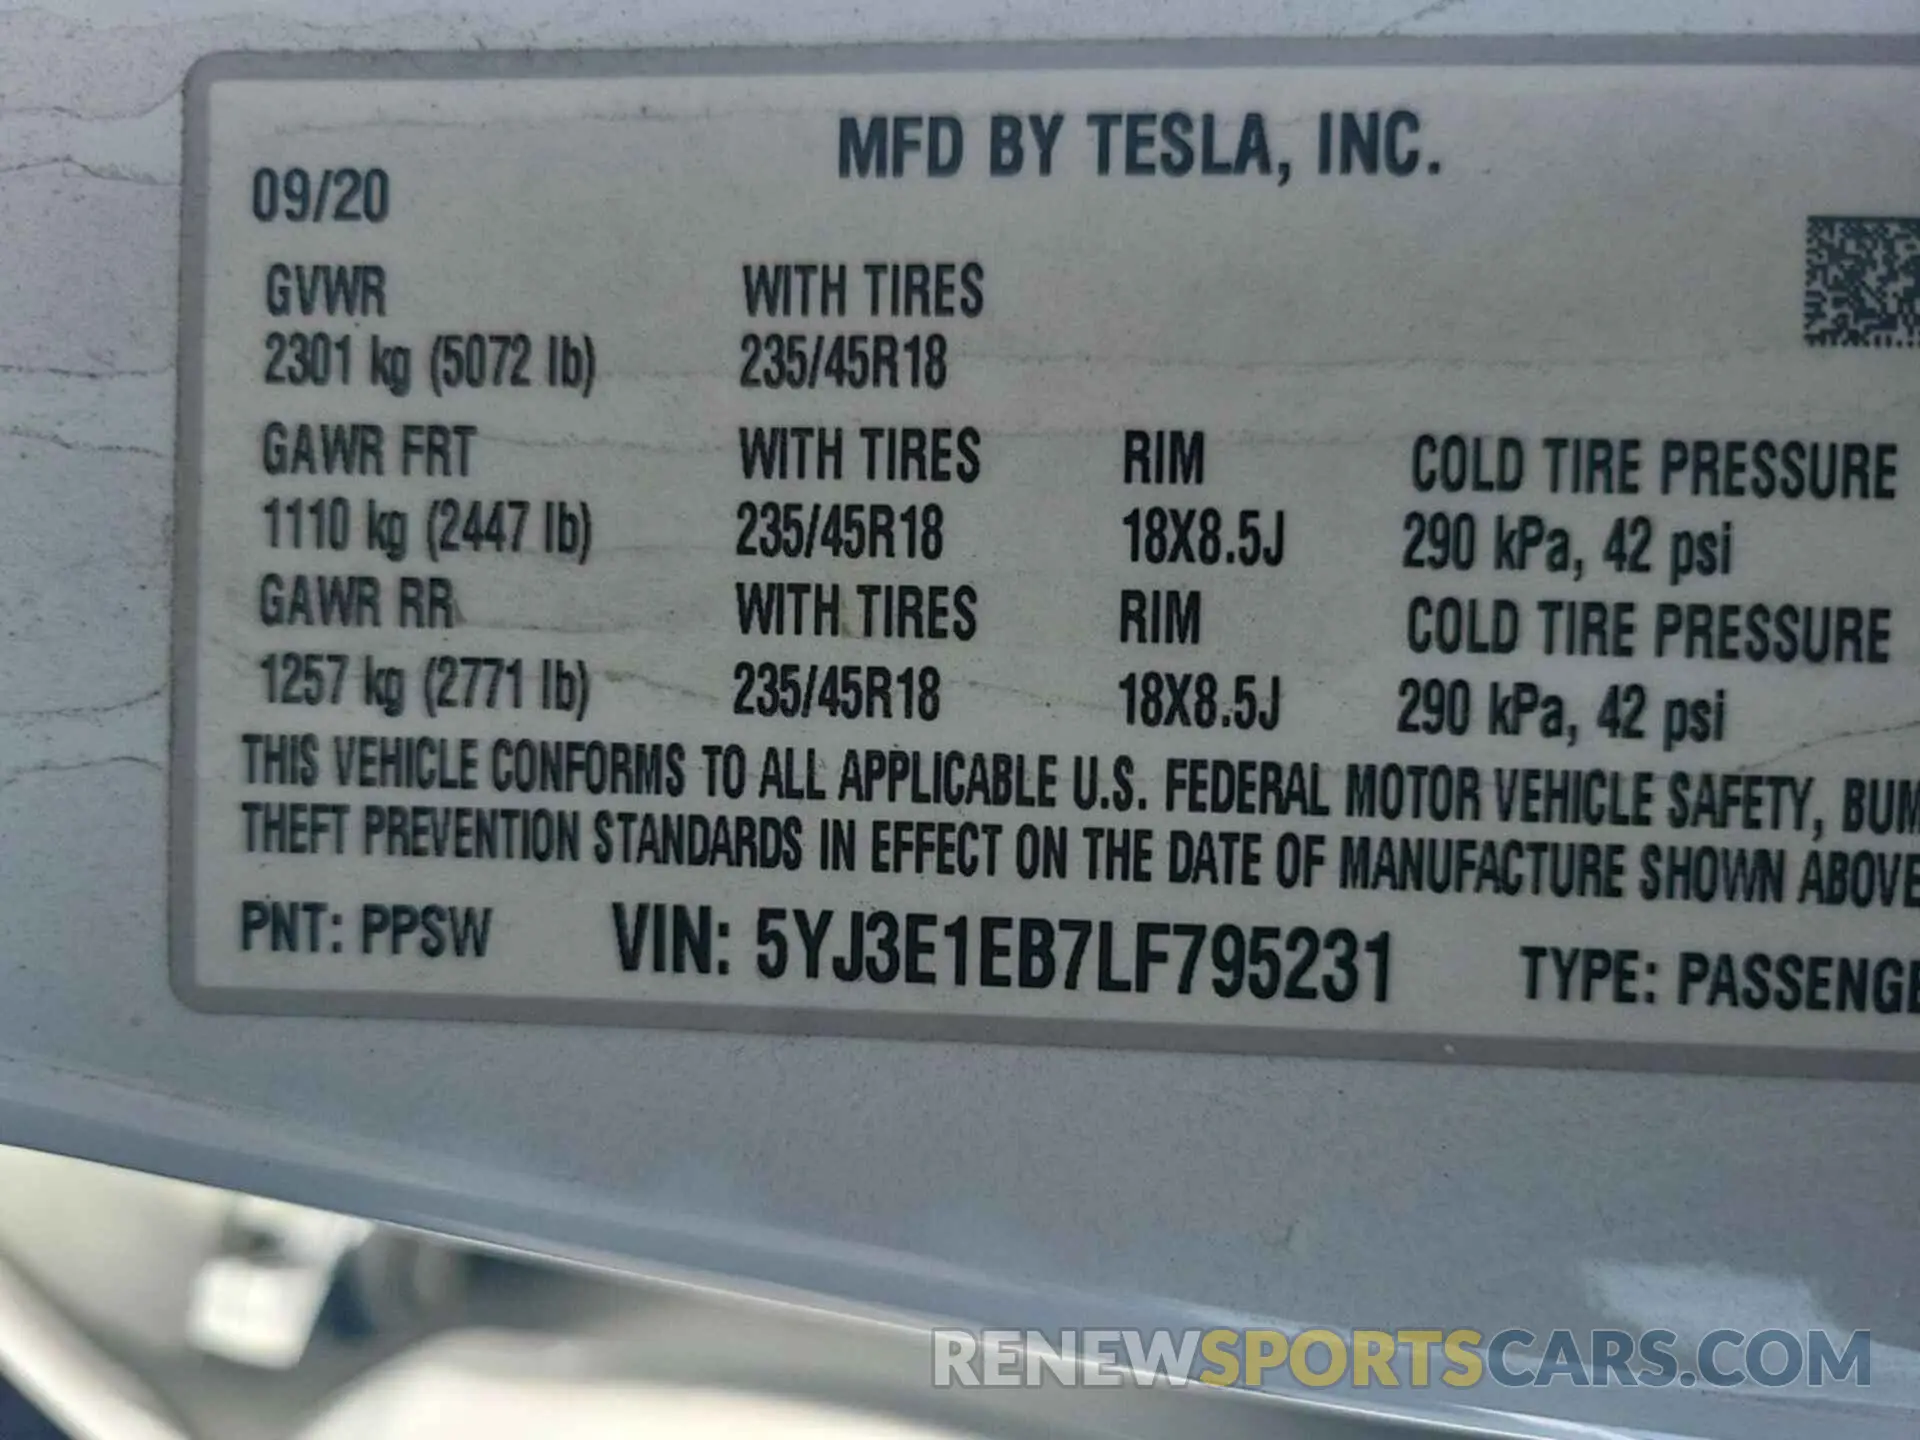 MFD BY TESLA, INC.
09/20
GVWR WITH TIRES
2301 kg (5072 lb) 235/45R18
GAWR FRT WITH TIRES RIM COLD TIRE PRESSURE
1110 kg (2447 lb) 235/45R18 18X8.5J 290 kPa, 42 psi
GAWR RR WITH TIRES RIM COLD TIRE PRESSURE
1257 kg (2771 lb) 235/45R18 18X8.5J 290 kPa, 42 psi
THIS VEHICLE CONFORMS TO ALL APPLICABLE U.S. FEDERAL MOTOR VEHICLE SAFETY, BUM
THEFT PREVENTION STANDARDS IN EFFECT ON THE DATE OF MANUFACTURE SHOWN ABOVE
PNT: PPSW VIN: 5YJ3E1EB7LF795231 TYPE: PASSENGE
RENEWSPORTSCARS.COM